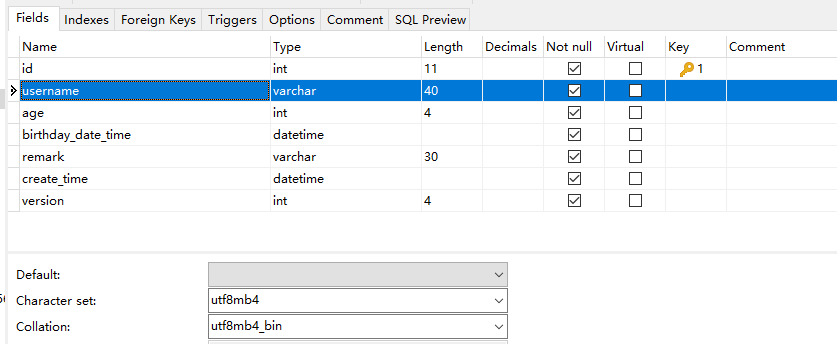 Fields Indexes Foreign Keys Triggers Options Comment SQL Preview
Name Type Length Decimals Not null Virtual Key Comment
id int 11 1
username varchar 40
age int 4
birthday_date_time datetime
remark varchar 30
create_time datetime
version int 4
Default:
Character set: utf8mb4
Collation: utf8mb4_bin